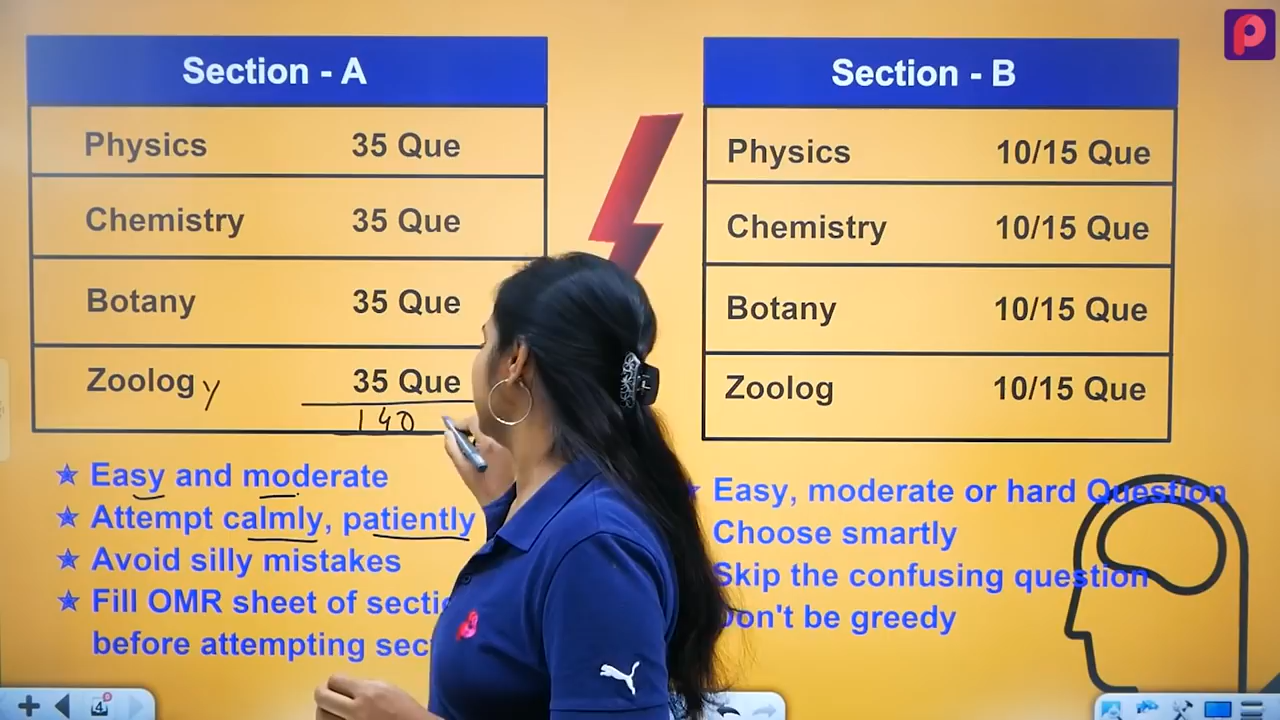 Section - A
Physics 35 Que
Chemistry 35 Que
Botany 35 Que
Zoology 35 Que
140
Easy and moderate
Attempt calmly, patiently
Avoid silly mistakes
Fill OMR sheet of
before attempting
Section - B
Physics 10/15 Que
Chemistry 10/15 Que
Botany 10/15 Que
Zoolog 10/15 Que
Easy, moderate or hard Question
Choose smartly
Skip the confusing question
Don't be greedy